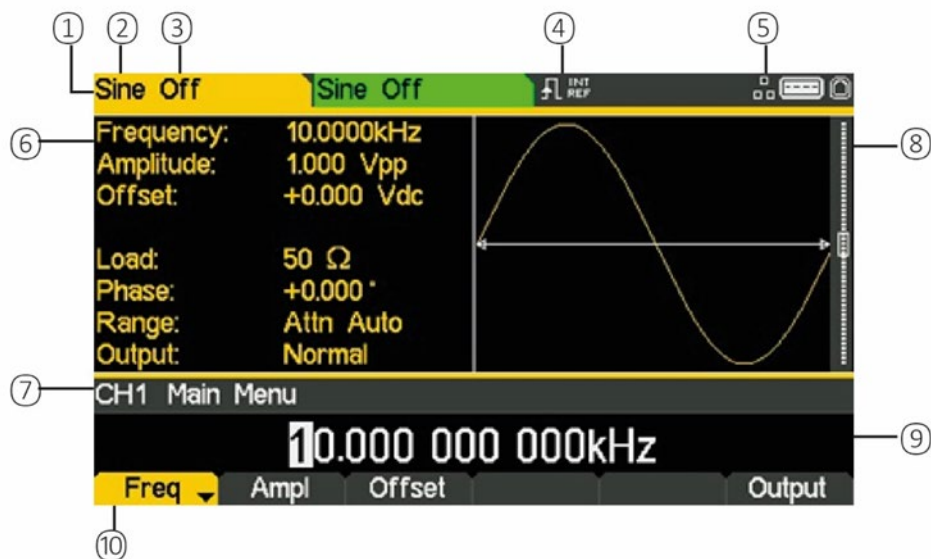 ① ② ③ ④ ⑤
Sine Off Sine Off INT REF
⑥ Frequency: 10.0000kHz
Amplitude: 1.000 Vpp
Offset: +0.000 Vdc
⑧
Load: 50 Ω
Phase: +0.000 °
Range: Attn Auto
Output: Normal
⑦ CH1 Main Menu
10.000 000 000kHz ⑨
Freq Ampl Offset Output
⑩